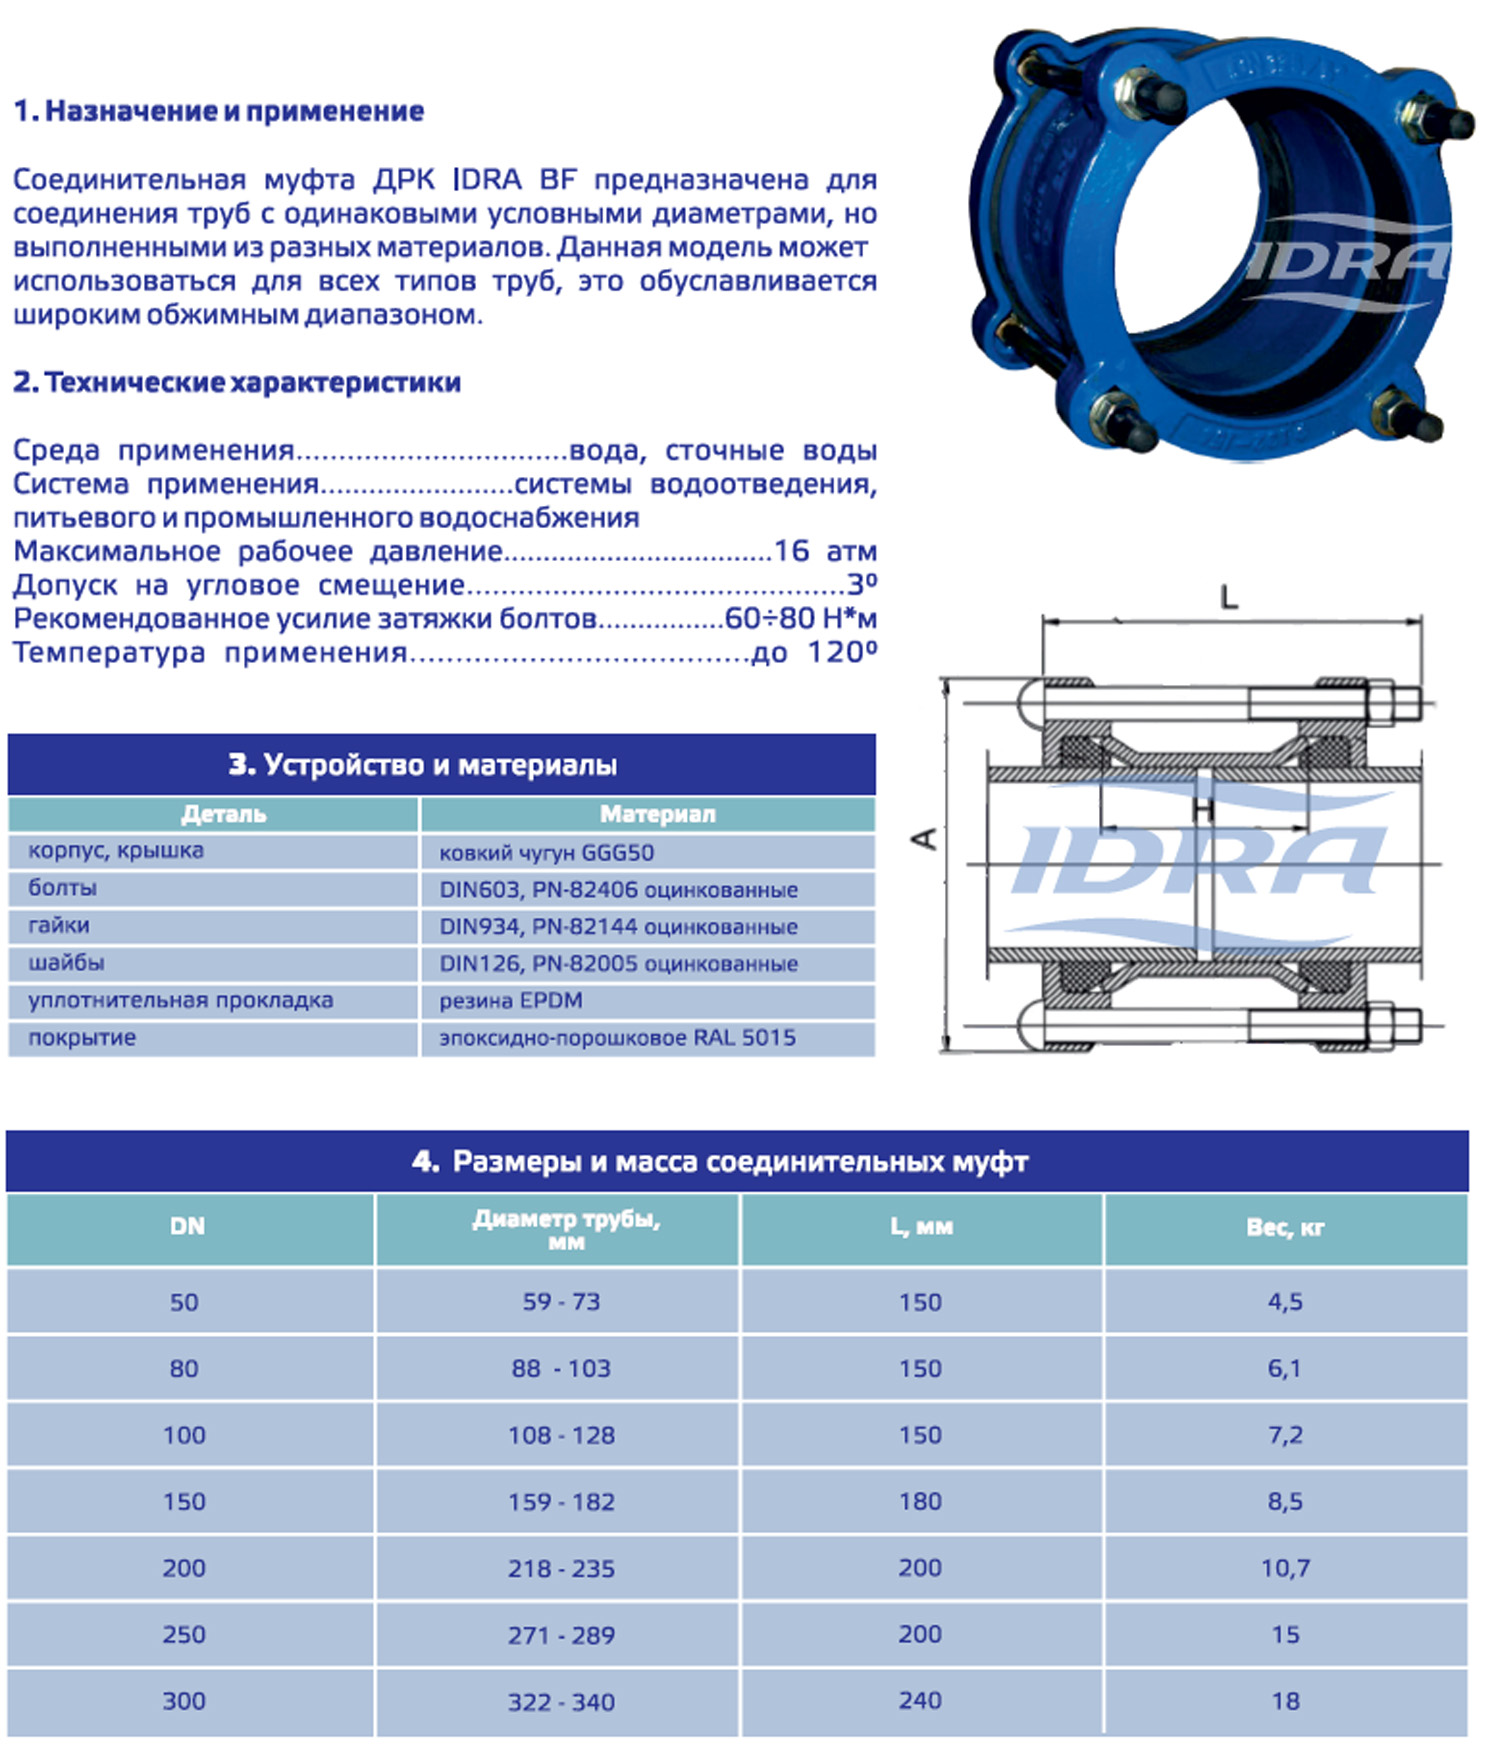 1. Назначение и применение
Соединительная муфта ДРК IDRA BF предназначена для
соединения труб с одинаковыми условными диаметрами, но
выполненными из разных материалов. Данная модель может
использоваться для всех типов труб, это обуславливается
широким обжимным диапазоном.
2. Технические характеристики
Среда применения..................................вода, сточные воды
Система применения........................системы водоотведения,
питьевого и промышленного водоснабжения
Максимальное рабочее давление.................................16 атм
Допуск на угловое смещение...............................................3º
Рекомендованное усилие затяжки болтов................60÷80 Н*м
Температура применения.....................................до 120º
IDRA
L
A
H
IDRA
3. Устройство и материалы
Деталь Материал
корпус, крышка ковкий чугун GGG50
болты DIN603, PN-82406 оцинкованные
гайки DIN934, PN-82144 оцинкованные
шайбы DIN126, PN-82005 оцинкованные
уплотнительная прокладка резина EPDM
покрытие эпоксидно-порошковое RAL 5015
4. Размеры и масса соединительных муфт
DN Диаметр трубы, мм L, мм Вес, кг
50 59 - 73 150 4,5
80 88 - 103 150 6,1
100 108 - 128 150 7,2
150 159 - 182 180 8,5
200 218 - 235 200 10,7
250 271 - 289 200 15
300 322 - 340 240 18